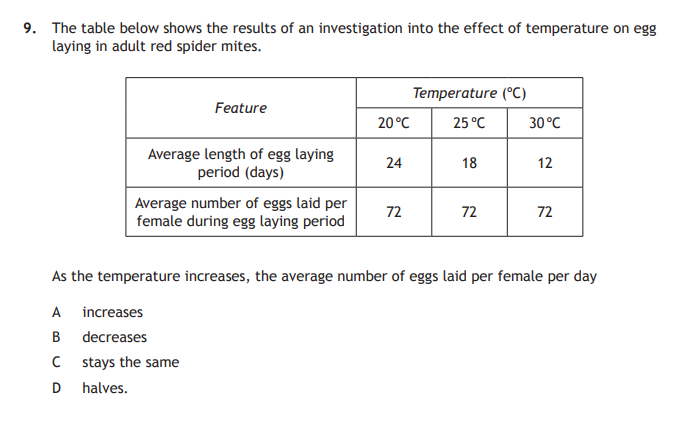 9. The table below shows the results of an investigation into the effect of temperature on egg
laying in adult red spider mites.
Feature
Temperature (°C)
20 °C 25 °C 30 °C
Average length of egg laying
period (days)
24 18 12
Average number of eggs laid per
female during egg laying period
72 72 72
As the temperature increases, the average number of eggs laid per female per day
A increases
B decreases
C stays the same
D halves.